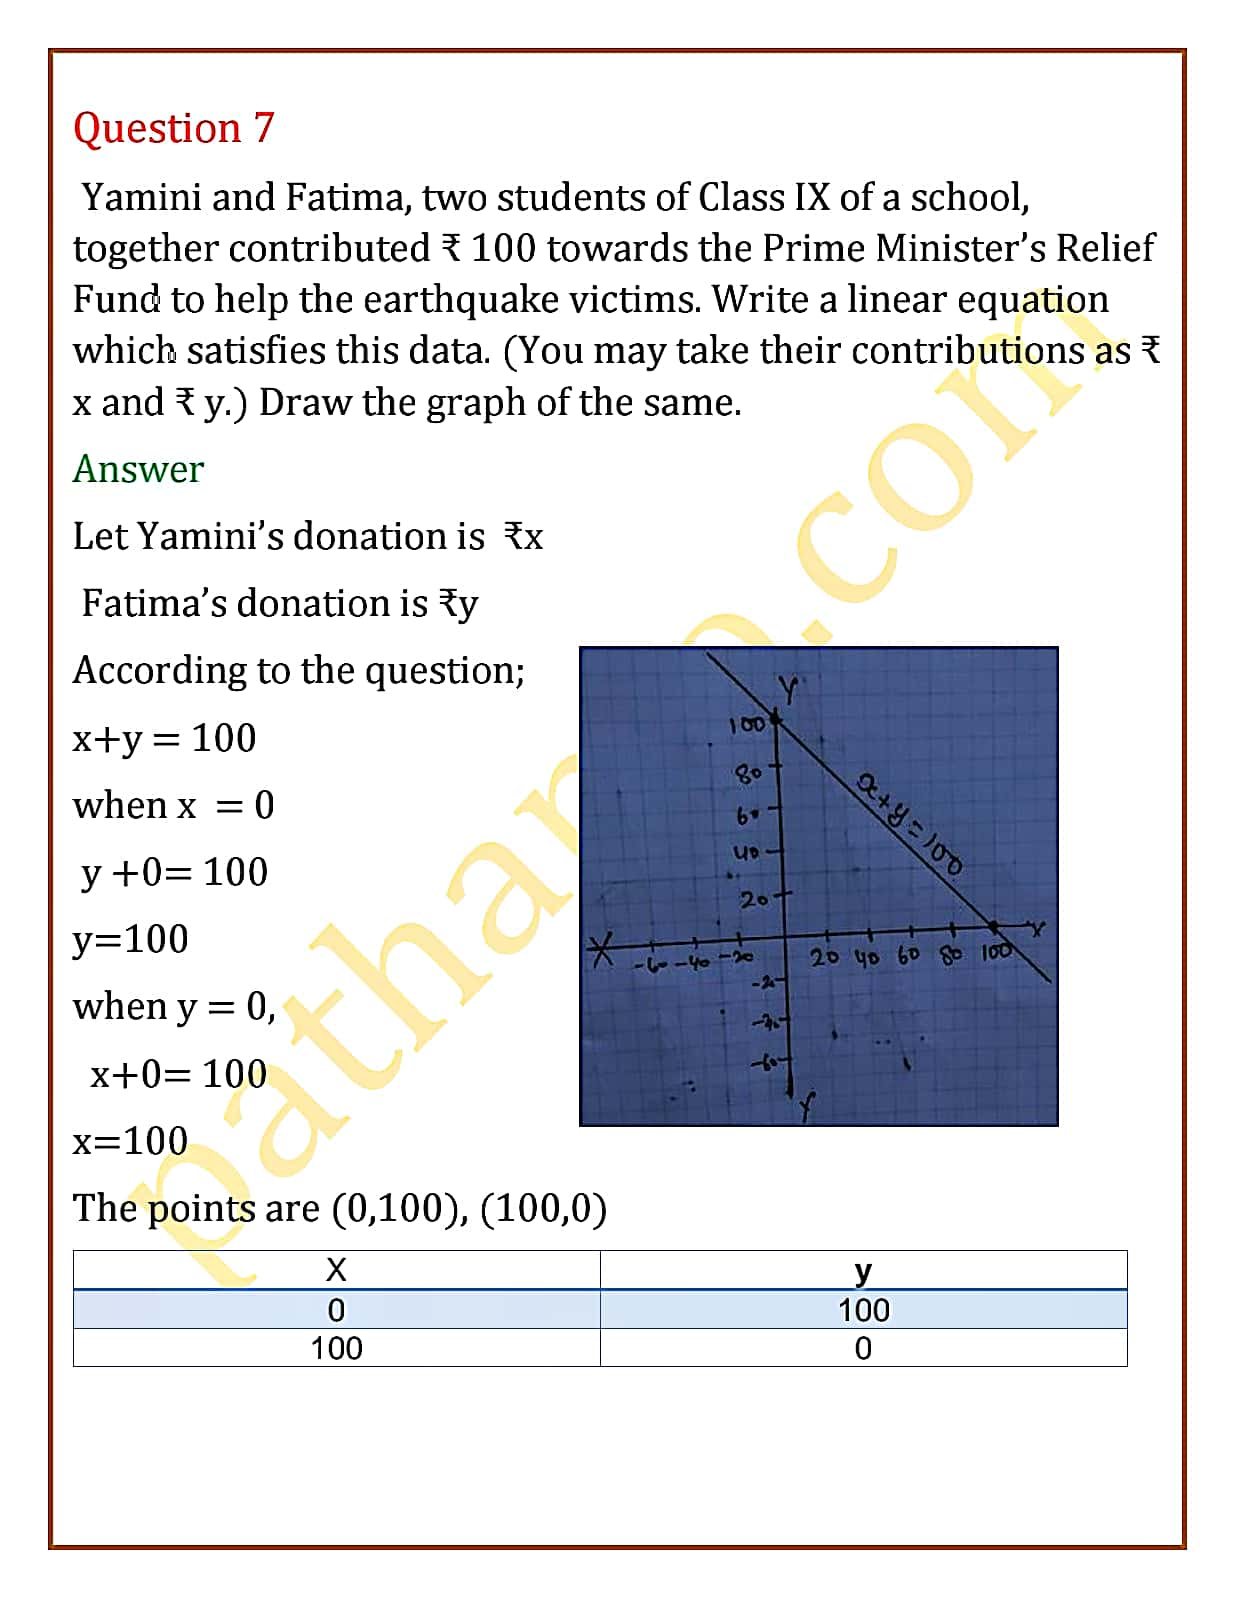 Question 7
Yamini and Fatima, two students of Class IX of a school,
together contributed ₹ 100 towards the Prime Minister’s Relief
Fund to help the earthquake victims. Write a linear equation
which satisfies this data. (You may take their contributions as ₹
x and ₹ y.) Draw the graph of the same.
Answer
Let Yamini’s donation is ₹x
Fatima’s donation is ₹y
According to the question;
x+y = 100
when x = 0
y +0= 100
y=100
when y = 0,
x+0= 100
x=100
The points are (0,100), (100,0)
X y
0 100
100 0
Y
100
80
60
40
20
x+y=100
X -60 -40 -20 20 40 60 80 100 x
-20
-60
Y